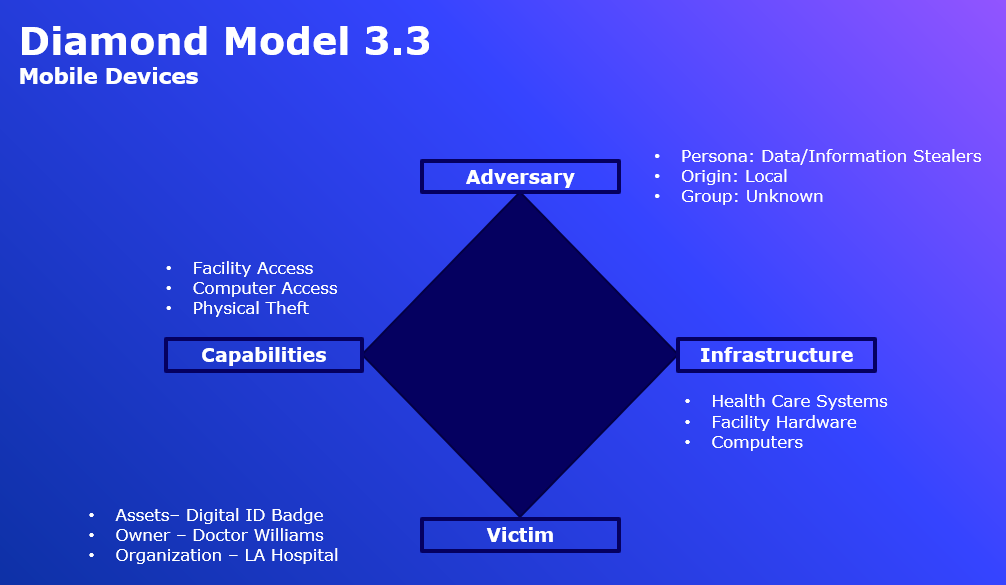 Diamond Model 3.3
Mobile Devices
Adversary
• Persona: Data/Information Stealers
• Origin: Local
• Group: Unknown
• Facility Access
• Computer Access
• Physical Theft
Capabilities
Infrastructure
• Health Care Systems
• Facility Hardware
• Computers
• Assets– Digital ID Badge
• Owner – Doctor Williams
• Organization – LA Hospital
Victim